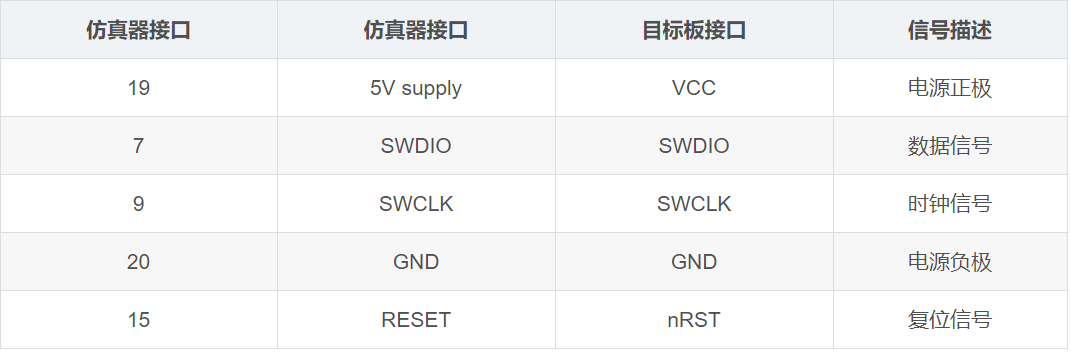 仿真器接口 仿真器接口 目标板接口 信号描述
19 5V supply VCC 电源正极
7 SWDIO SWDIO 数据信号
9 SWCLK SWCLK 时钟信号
20 GND GND 电源负极
15 RESET nRST 复位信号